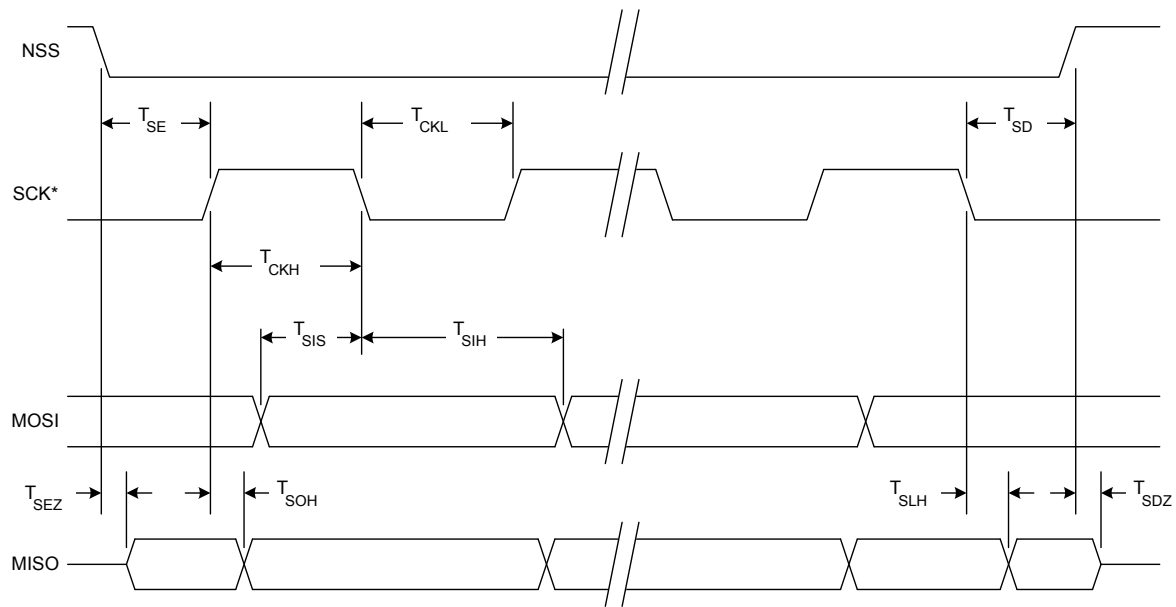 NSS
T_SE
T_CKL
T_SD
SCK*
T_CKH
T_SIS
T_SIH
MOSI
T_SEZ
T_SOH
T_SLH
T_SDZ
MISO